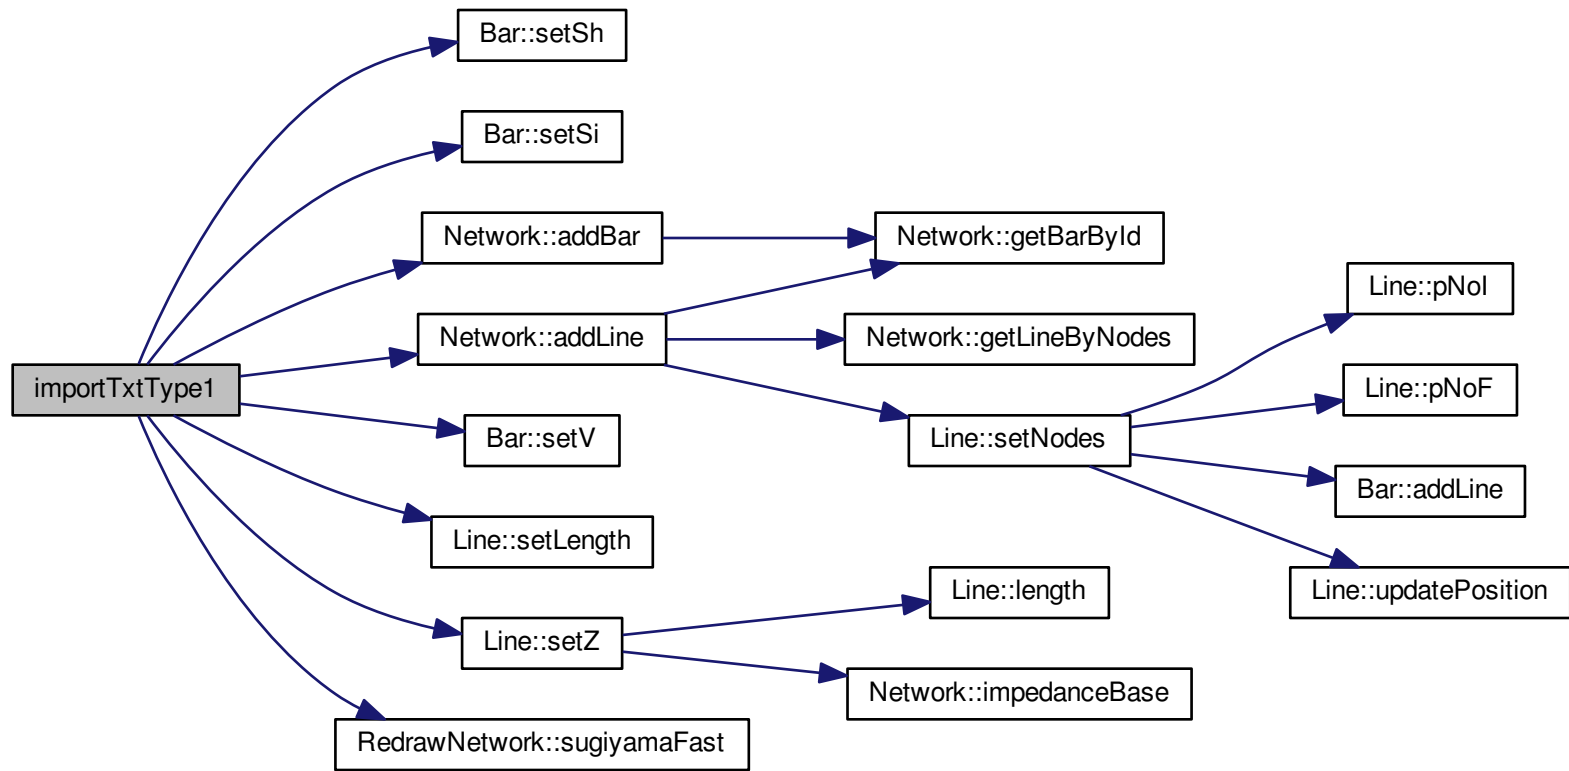 Bar::setSh
Bar::setSi
Network::addBar
Network::getBarById
Line::pNoI
Network::addLine
Network::getLineByNodes
importTxtType1
Line::pNoF
Bar::setV
Line::setNodes
Bar::addLine
Line::setLength
Line::length
Line::updatePosition
Line::setZ
Network::impedanceBase
RedrawNetwork::sugiyamaFast